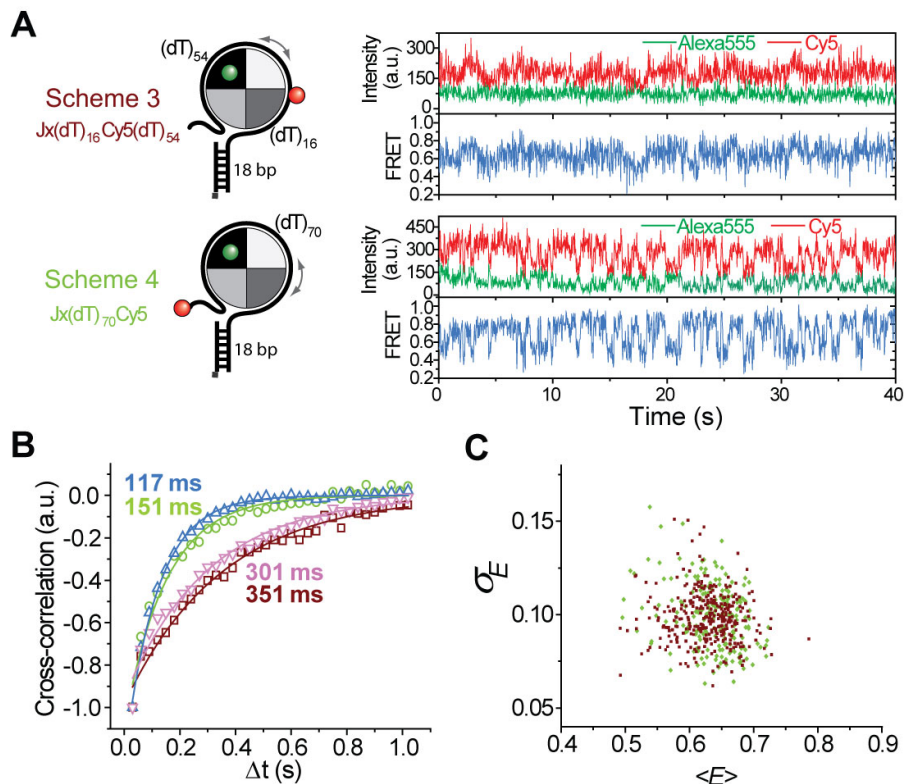 A
Scheme 3
Jx(dT)16Cy5(dT)54
(dT)54
(dT)16
18 bp
Intensity (a.u.)
300
150
0
Alexa555
Cy5
FRET
1.0
0.8
0.6
0.4
0.2
Scheme 4
Jx(dT)70Cy5
(dT)70
18 bp
Intensity (a.u.)
450
300
150
0
Alexa555
Cy5
FRET
1.0
0.8
0.6
0.4
0.2
0 10 20 30 40
Time (s)
B
117 ms
151 ms
301 ms
351 ms
Cross-correlation (a.u.)
0.0
-0.2
-0.4
-0.6
-0.8
-1.0
0.0 0.2 0.4 0.6 0.8 1.0
Δt (s)
C
σE
0.15
0.10
0.05
0.4 0.5 0.6 0.7 0.8 0.9
<E>